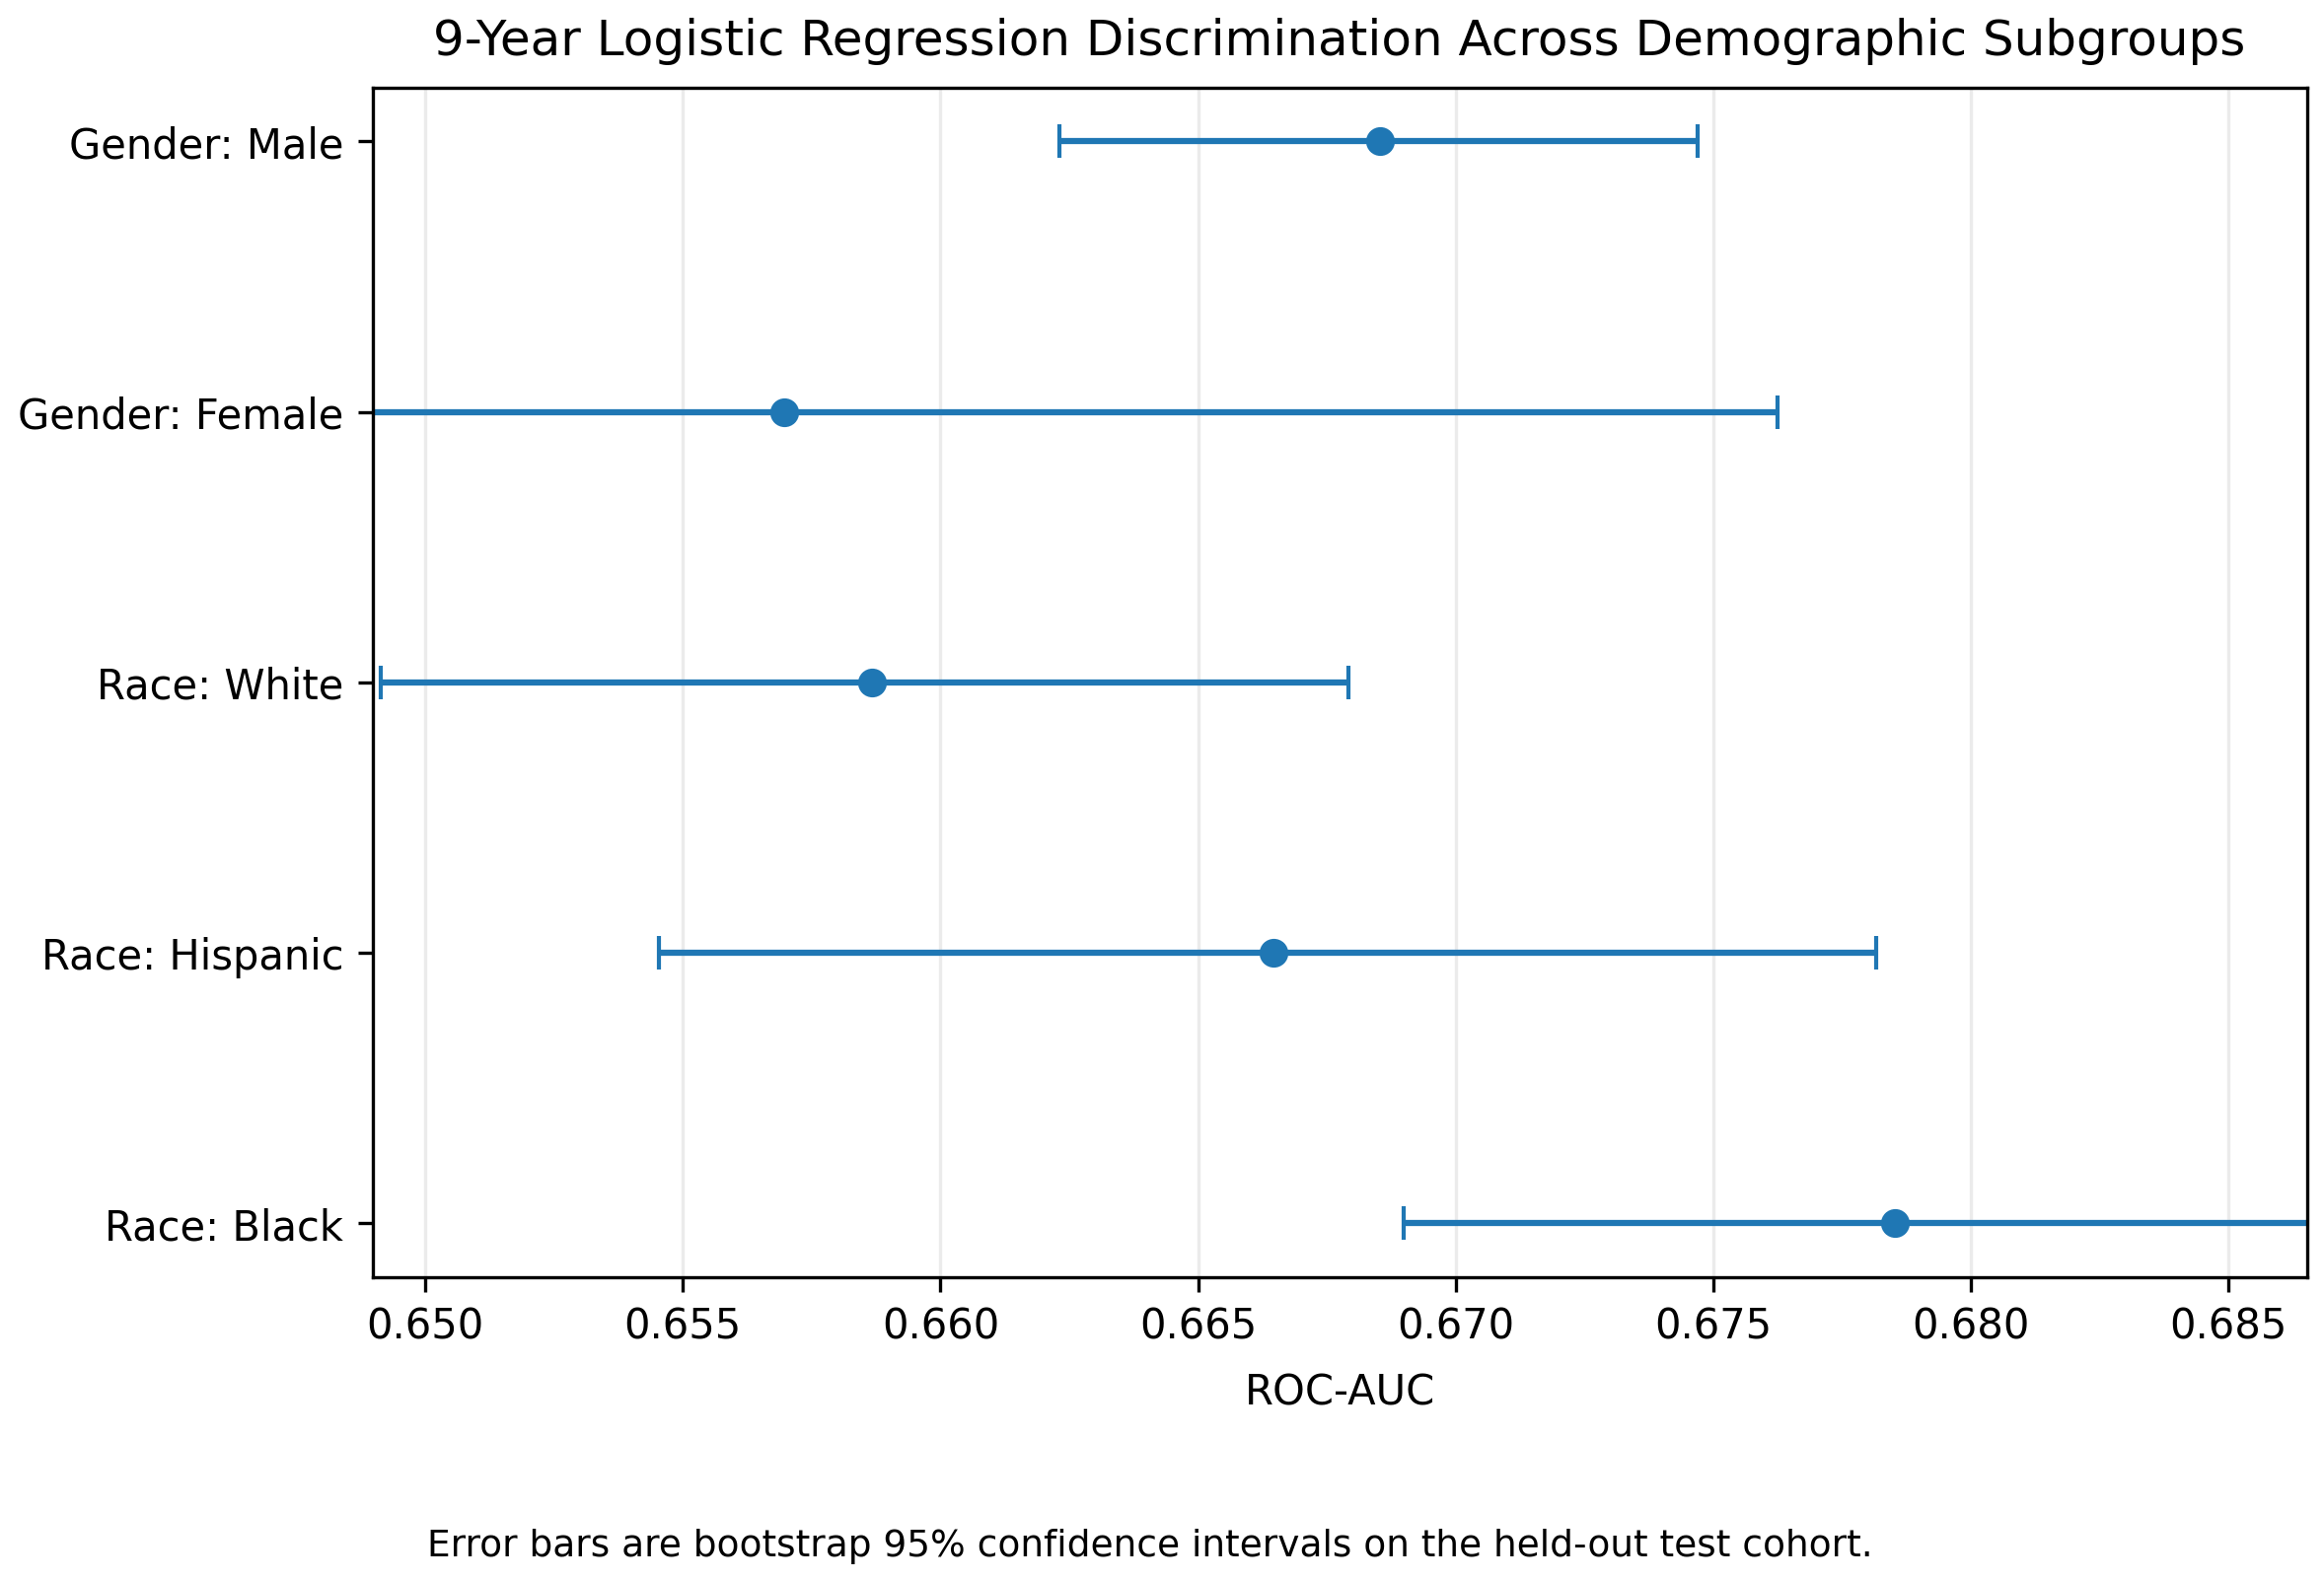 9-Year Logistic Regression Discrimination Across Demographic Subgroups
Gender: Male
Gender: Female
Race: White
Race: Hispanic
Race: Black
0.650 0.655 0.660 0.665 0.670 0.675 0.680 0.685
ROC-AUC
Error bars are bootstrap 95% confidence intervals on the held-out test cohort.